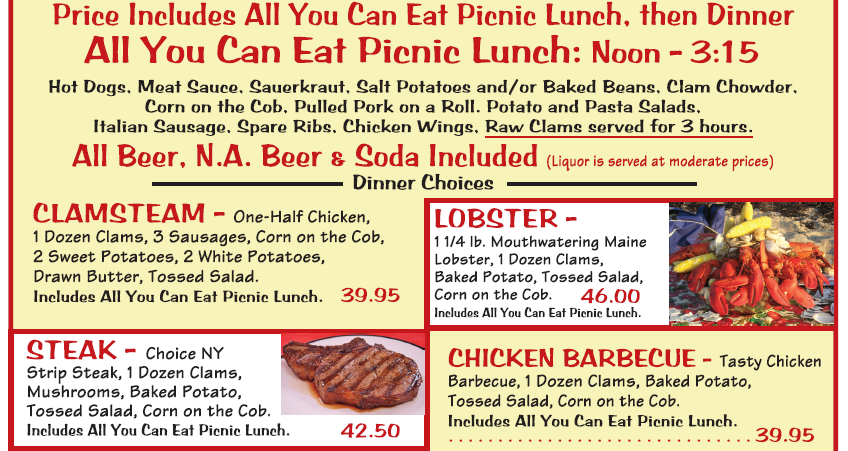 Price Includes All You Can Eat Picnic Lunch, then Dinner
All You Can Eat Picnic Lunch: Noon - 3:15
Hot Dogs, Meat Sauce, Sauerkraut, Salt Potatoes and/or Baked Beans, Clam Chowder,
Corn on the Cob, Pulled Pork on a Roll. Potato and Pasta Salads,
Italian Sausage, Spare Ribs, Chicken Wings, Raw Clams served for 3 hours.
All Beer, N.A. Beer & Soda Included (Liquor is served at moderate prices)
Dinner Choices
CLAMSTEAM - One-Half Chicken,
1 Dozen Clams, 3 Sausages, Corn on the Cob,
2 Sweet Potatoes, 2 White Potatoes,
Drawn Butter, Tossed Salad.
Includes All You Can Eat Picnic Lunch. 39.95
LOBSTER -
1 1/4 lb. Mouthwatering Maine
Lobster, 1 Dozen Clams,
Baked Potato, Tossed Salad,
Corn on the Cob. 46.00
Includes All You Can Eat Picnic Lunch.
STEAK - Choice NY
Strip Steak, 1 Dozen Clams,
Mushrooms, Baked Potato,
Tossed Salad, Corn on the Cob.
Includes All You Can Eat Picnic Lunch. 42.50
CHICKEN BARBECUE - Tasty Chicken
Barbecue, 1 Dozen Clams, Baked Potato,
Tossed Salad, Corn on the Cob.
Includes All You Can Eat Picnic Lunch.
. . . . . . . . . . . . . . . . . . . . . . . . . . . . . . . . 39.95